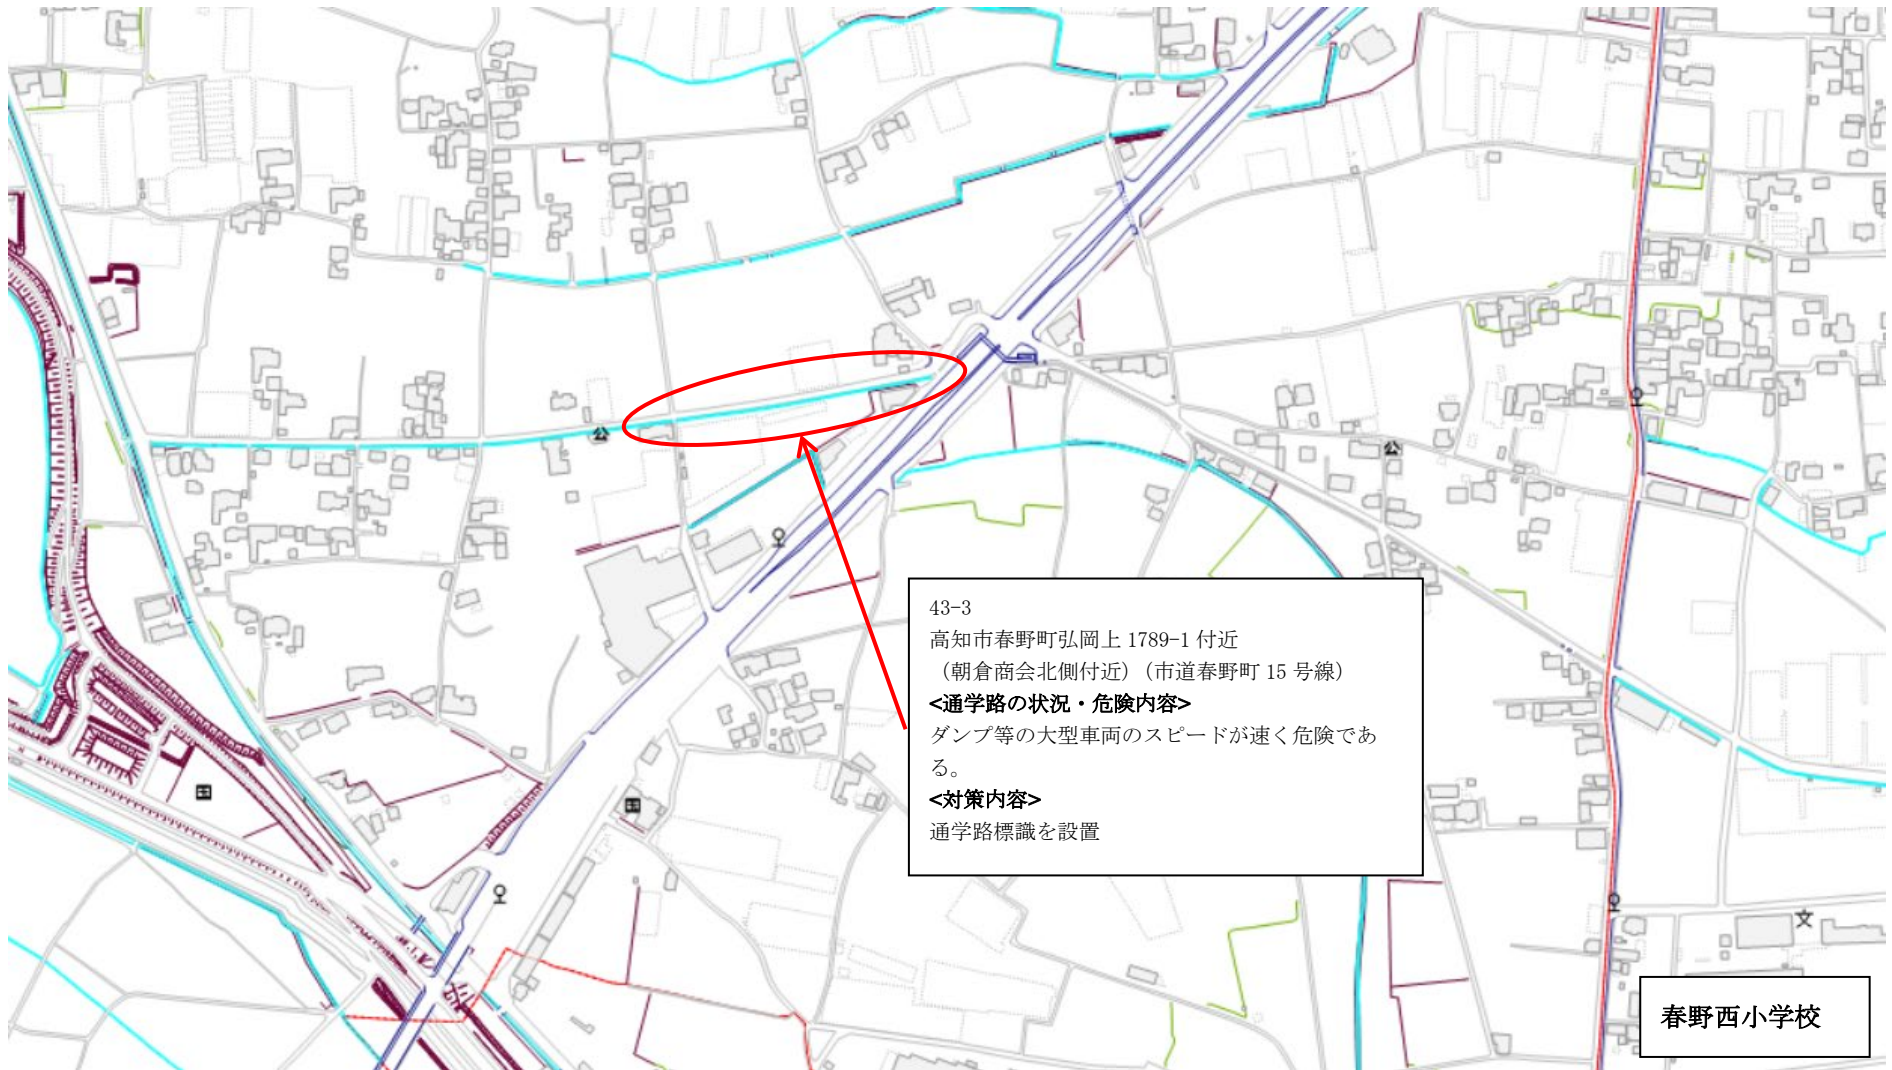 公
公
43-3
高知市春野町弘岡上 1789-1 付近
（朝倉商会北側付近）（市道春野町 15 号線）
<通学路の状況・危険内容>
ダンプ等の大型車両のスピードが速く危険であ
る。
<対策内容>
通学路標識を設置
文
春野西小学校